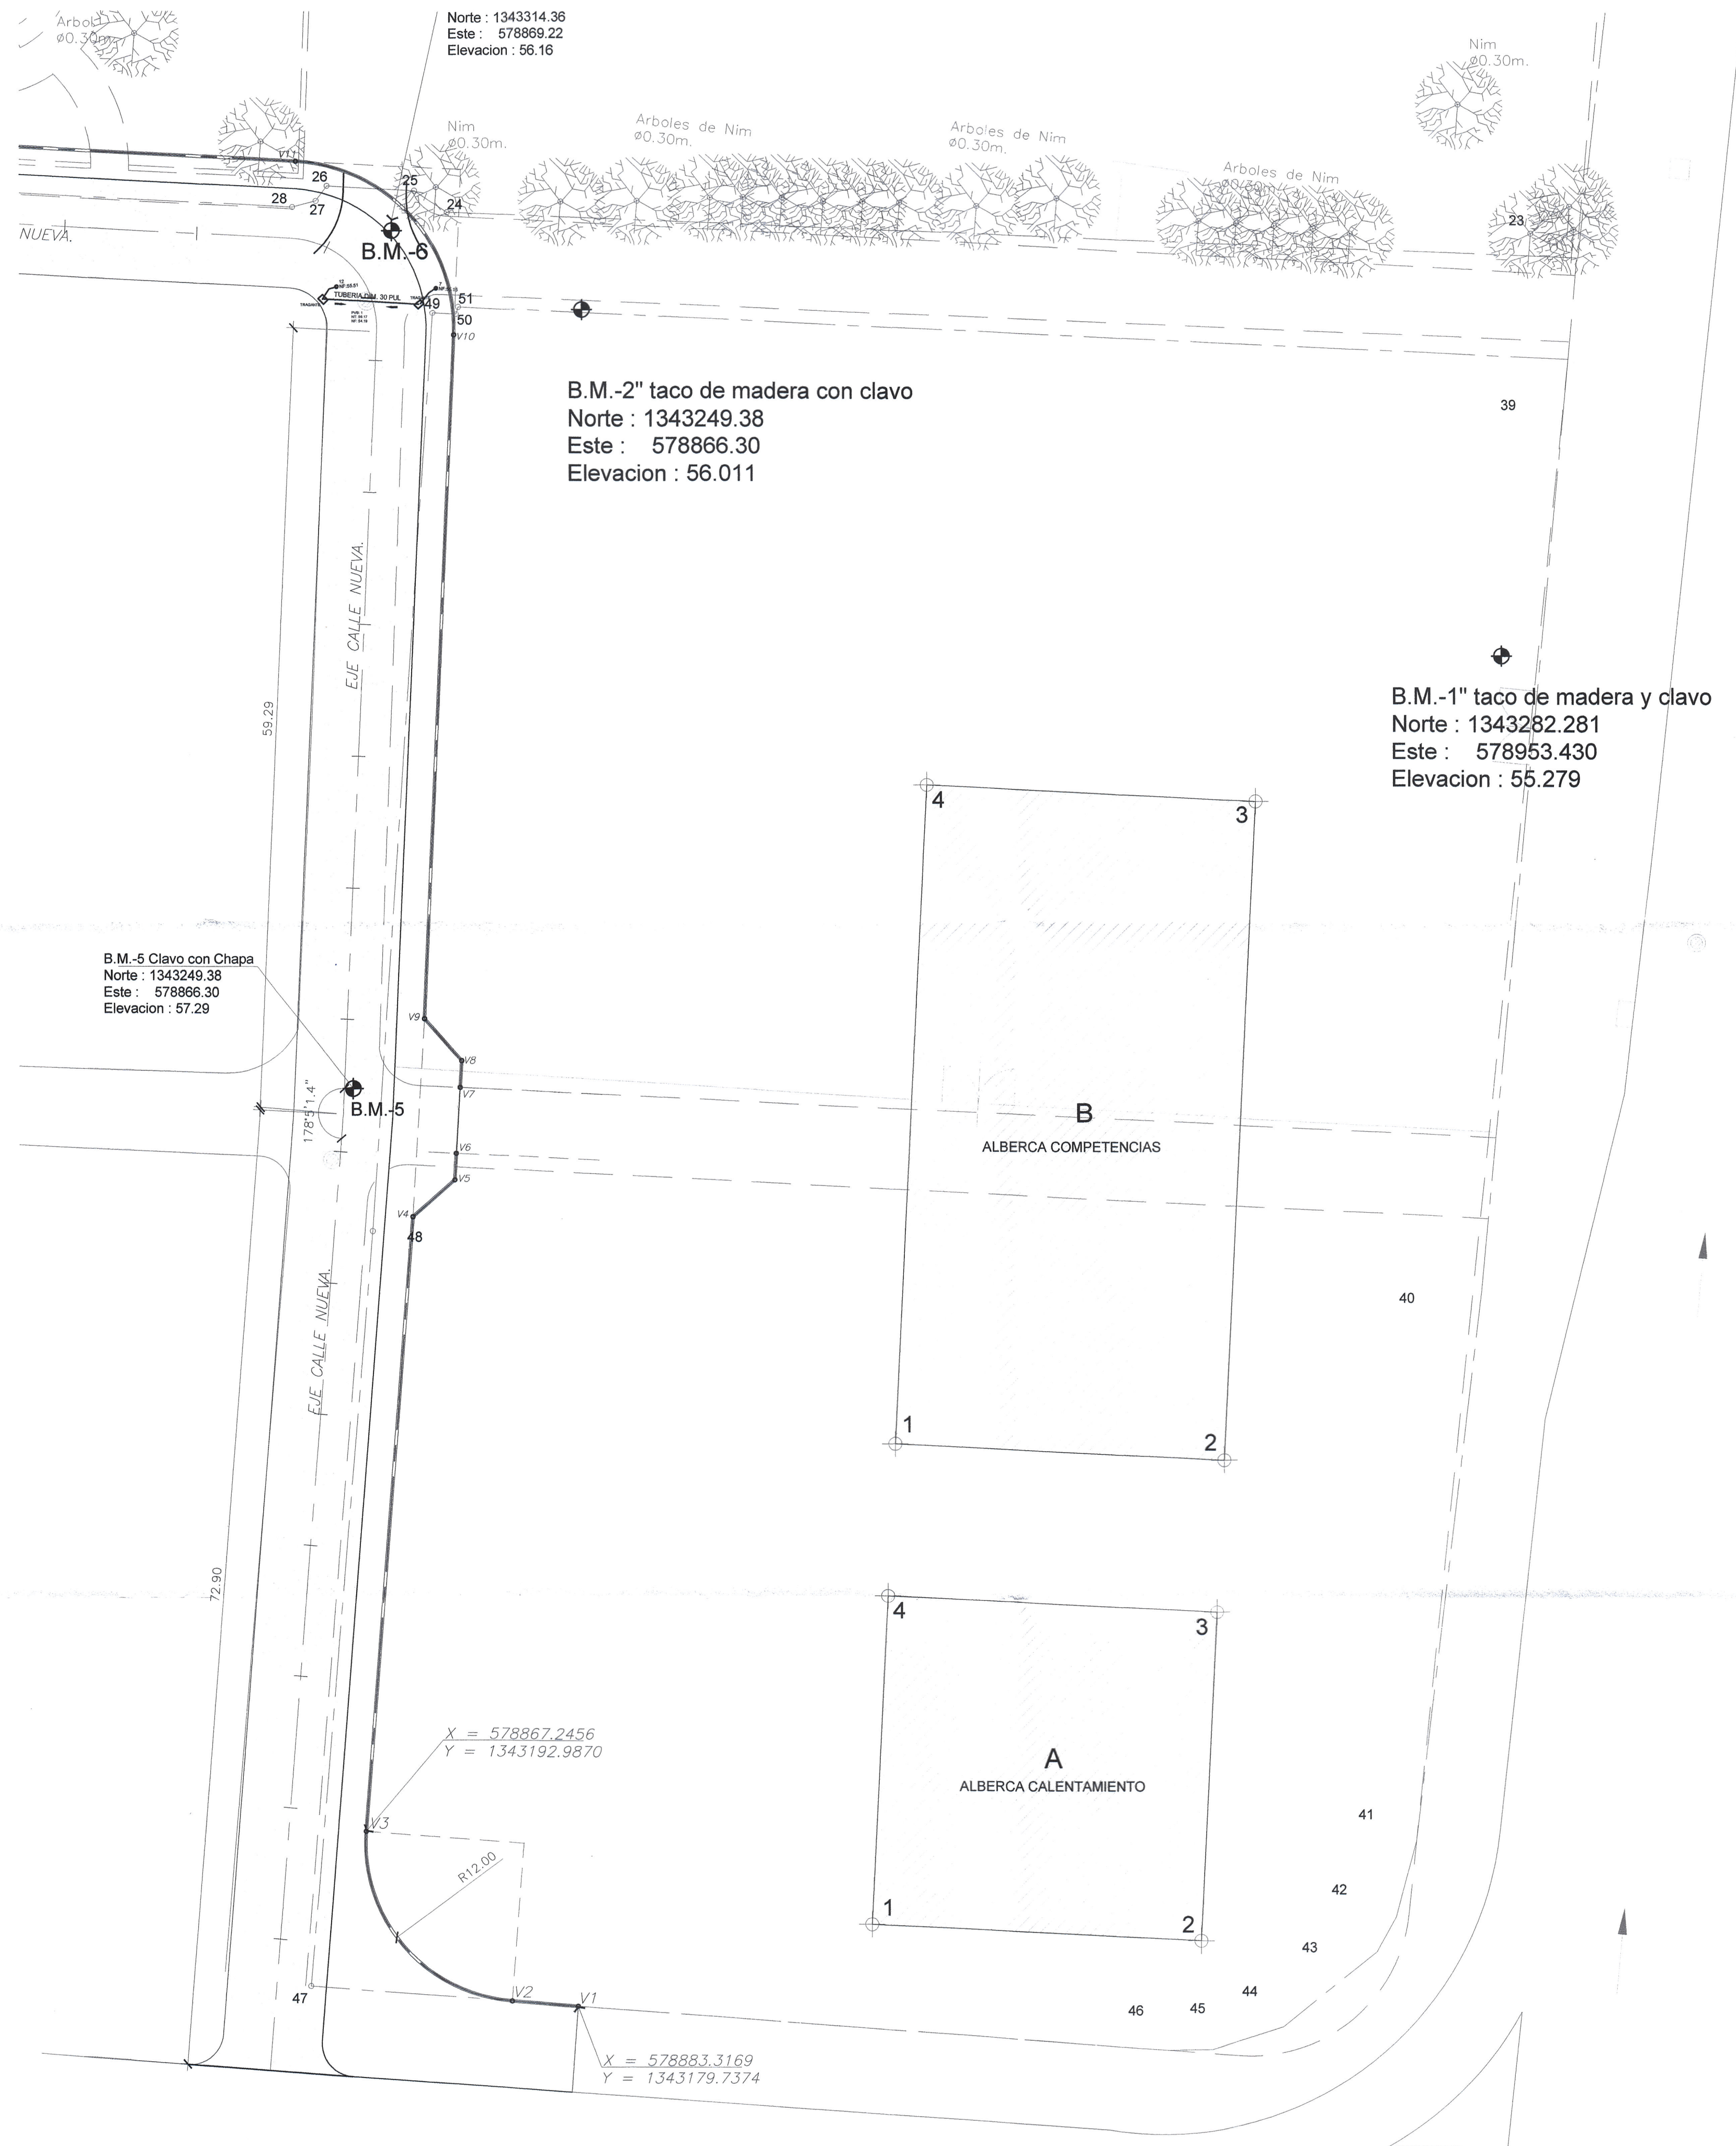 Norte : 1343314.36
Este : 578869.22
Elevacion : 56.16
Arbol
ø0.30m.
Nim
ø0.30m.
Nim
ø0.30m.
Arboles de Nim
ø0.30m.
Arboles de Nim
ø0.30m.
Arboles de Nim
ø0.30m.
V11
26
25
24
28
27
23
NUEVA.
B.M.-6
TUBERIA DIM. 30 PUL
49
51
50
V10
B.M.-2" taco de madera con clavo
Norte : 1343249.38
Este : 578866.30
Elevacion : 56.011
39
EJE CALLE NUEVA.
59.29
B.M.-1" taco de madera y clavo
Norte : 1343282.281
Este : 578953.430
Elevacion : 55.279
4
3
B.M.-5 Clavo con Chapa
Norte : 1343249.38
Este : 578866.30
Elevacion : 57.29
V9
V8
V7
B.M.-5
178°5'1.4"
B
ALBERCA COMPETENCIAS
V6
V5
V4
48
40
EJE CALLE NUEVA.
1
2
72.90
4
3
X = 578867.2456
Y = 1343192.9870
A
ALBERCA CALENTAMIENTO
V3
41
R12.00
42
1
2
43
44
47
V2
V1
46
45
X = 578883.3169
Y = 1343179.7374